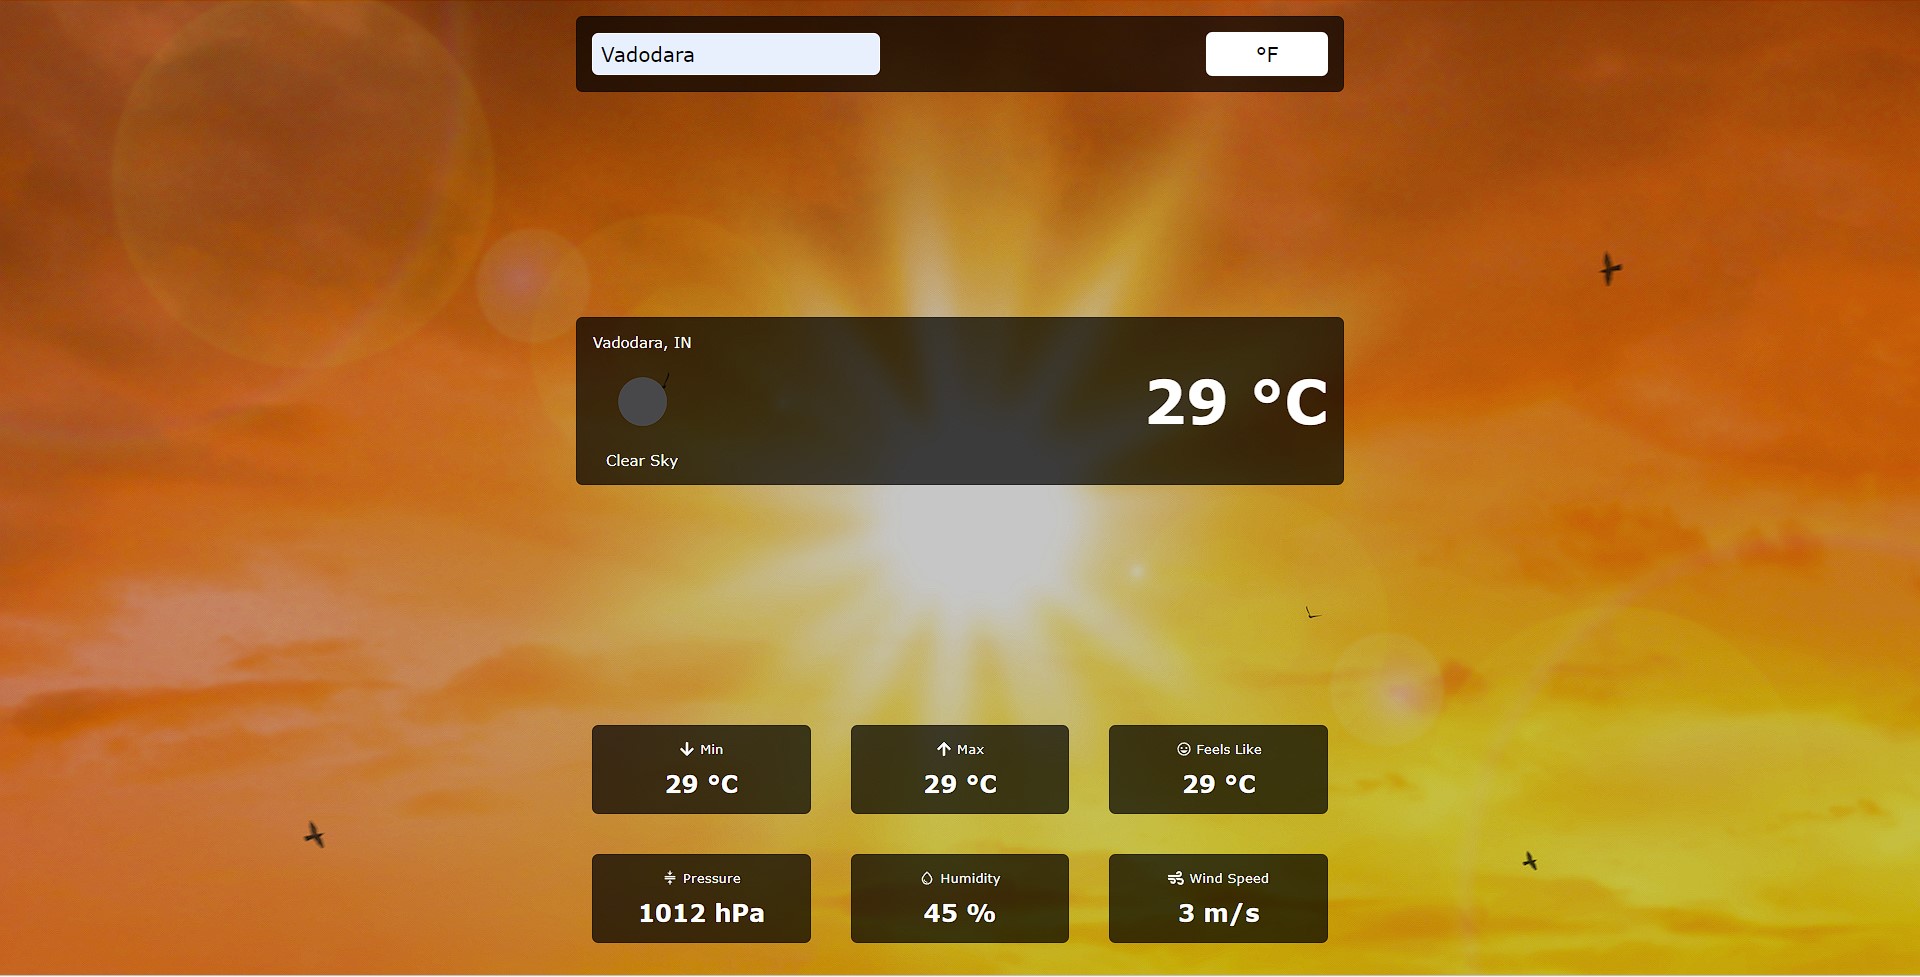 Vadodara
°F
Vadodara, IN
29 °C
Clear Sky
Min
29 °C
Max
29 °C
Feels Like
29 °C
Pressure
1012 hPa
Humidity
45 %
Wind Speed
3 m/s